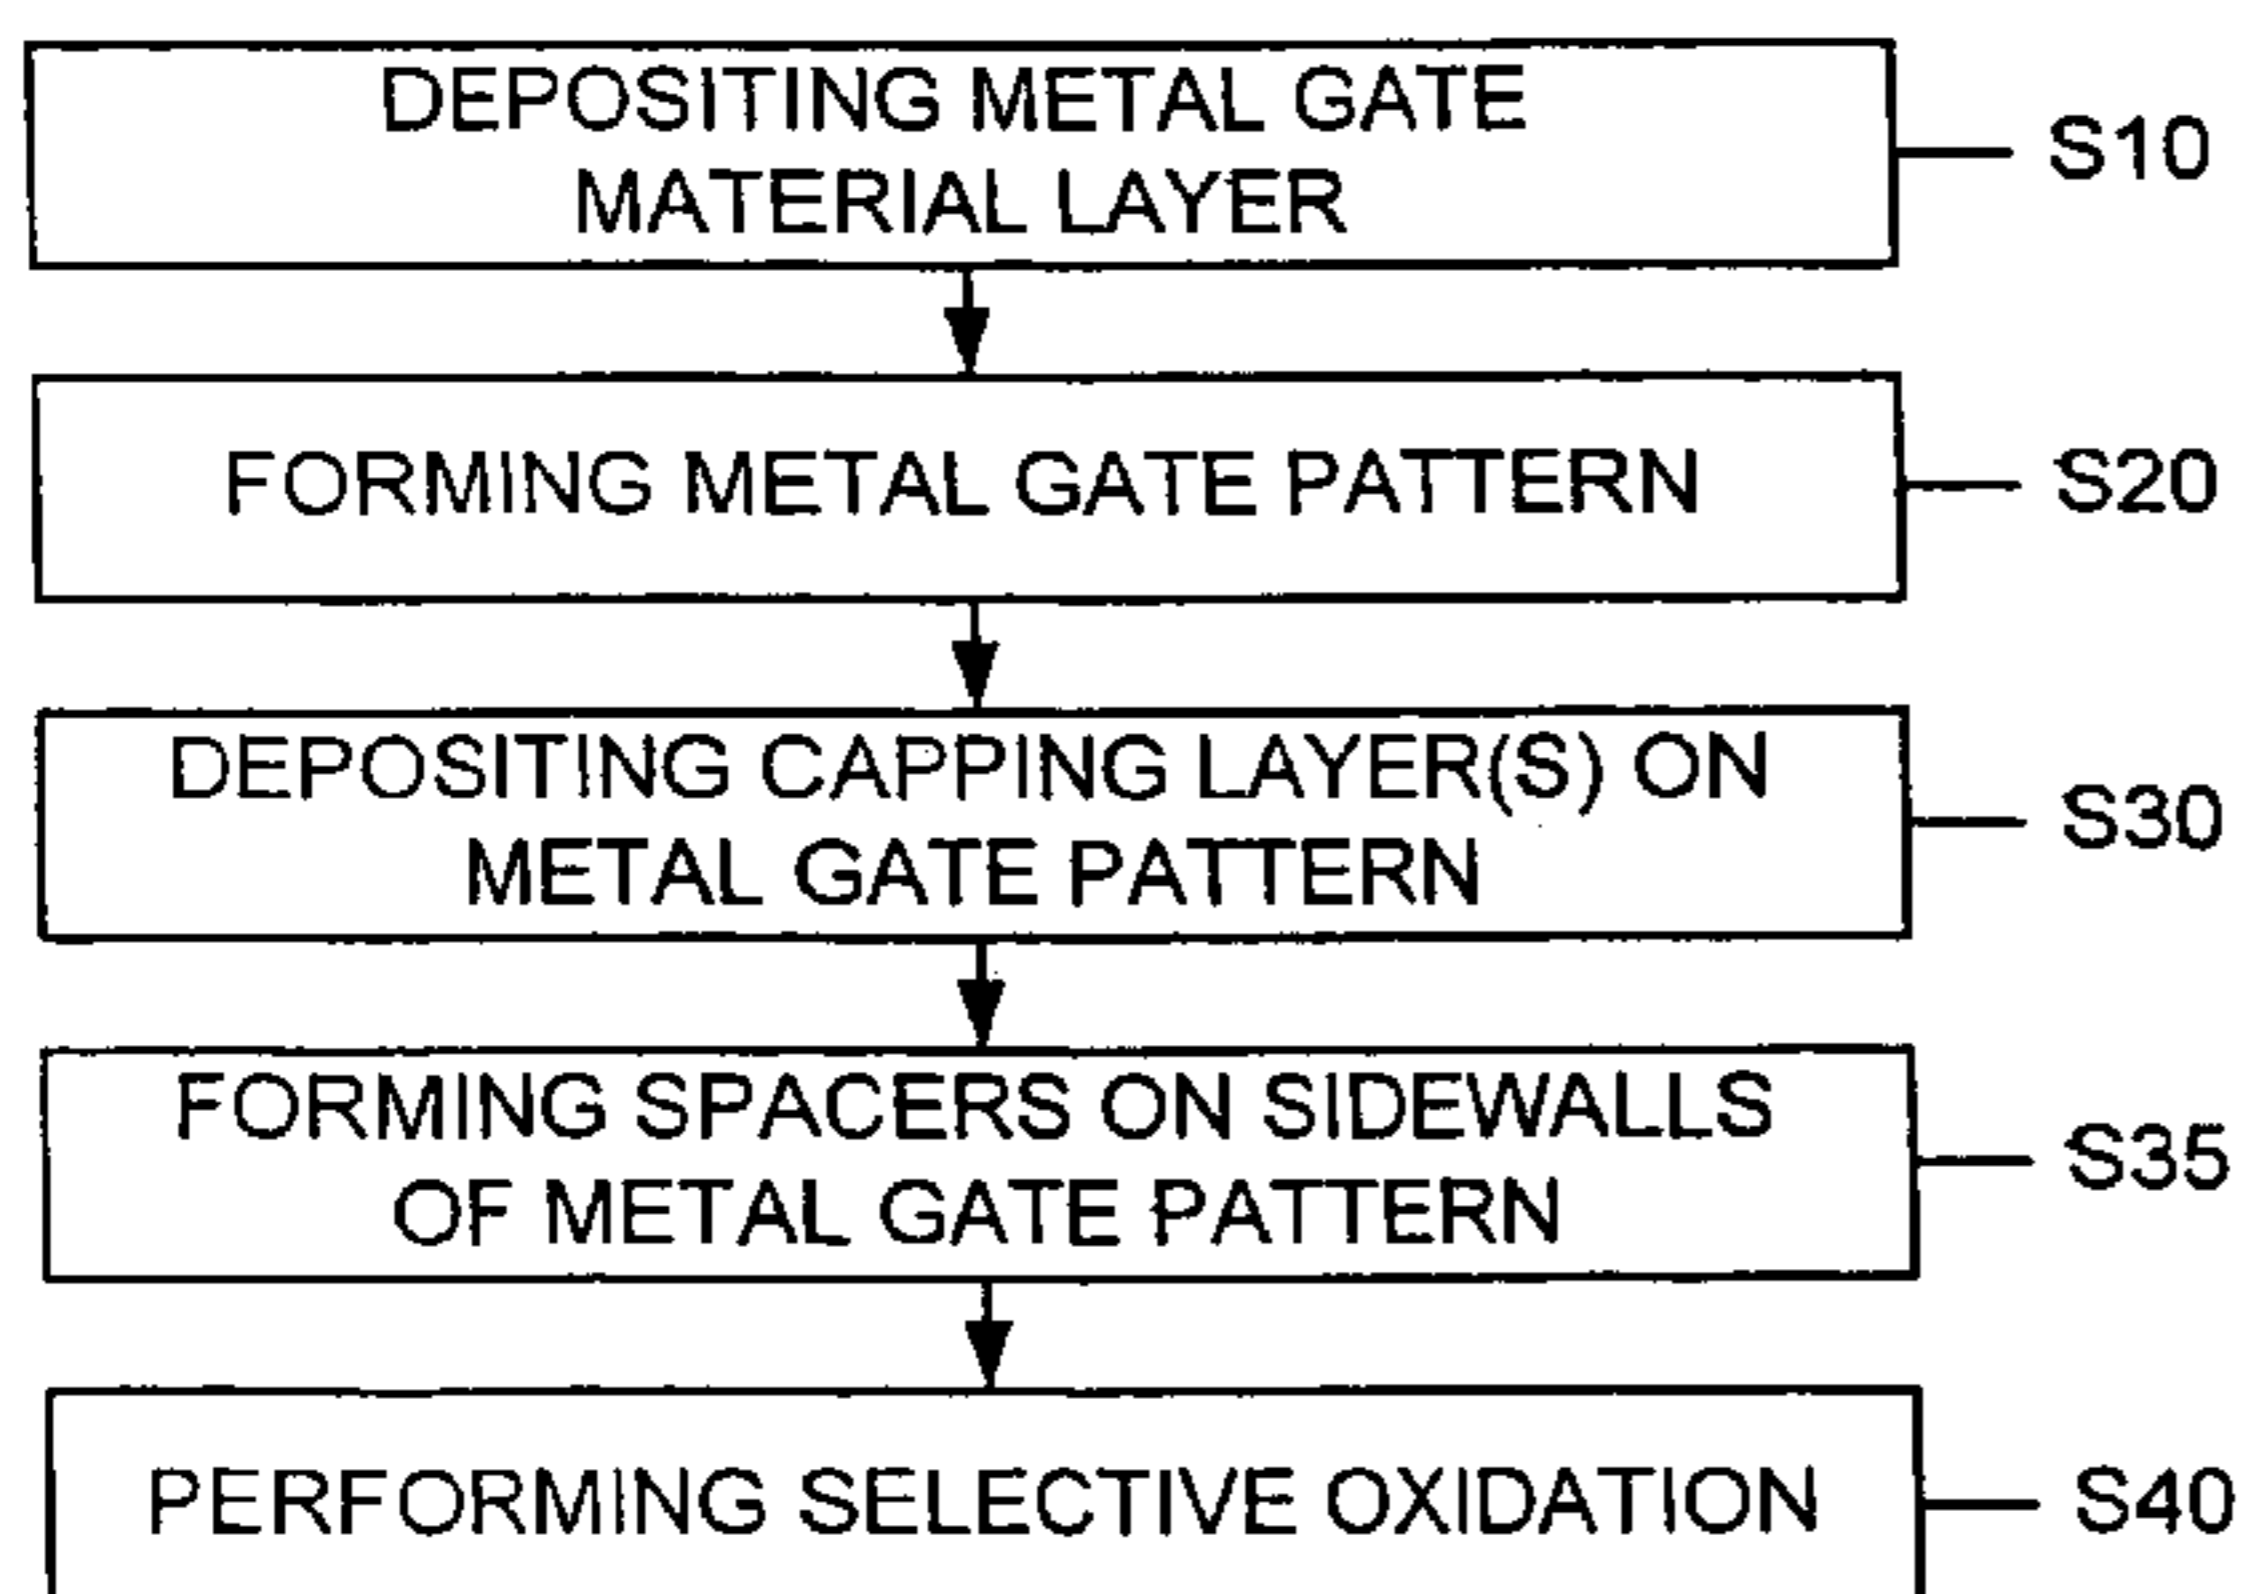 DEPOSITING METAL GATE
MATERIAL LAYER
S10
FORMING METAL GATE PATTERN
S20
DEPOSITING CAPPING LAYER(S) ON
METAL GATE PATTERN
S30
FORMING SPACERS ON SIDEWALLS
OF METAL GATE PATTERN
S35
PERFORMING SELECTIVE OXIDATION
S40